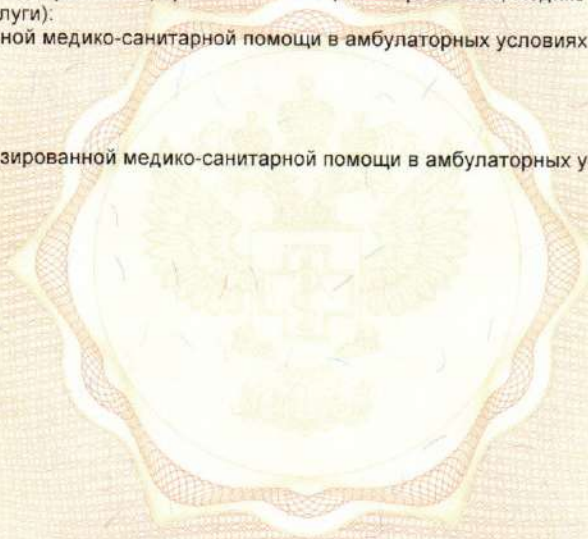 луги):
ной медико-санитарной помощи в амбулаторных условиях
зированной медико-санитарной помощи в амбулаторных у